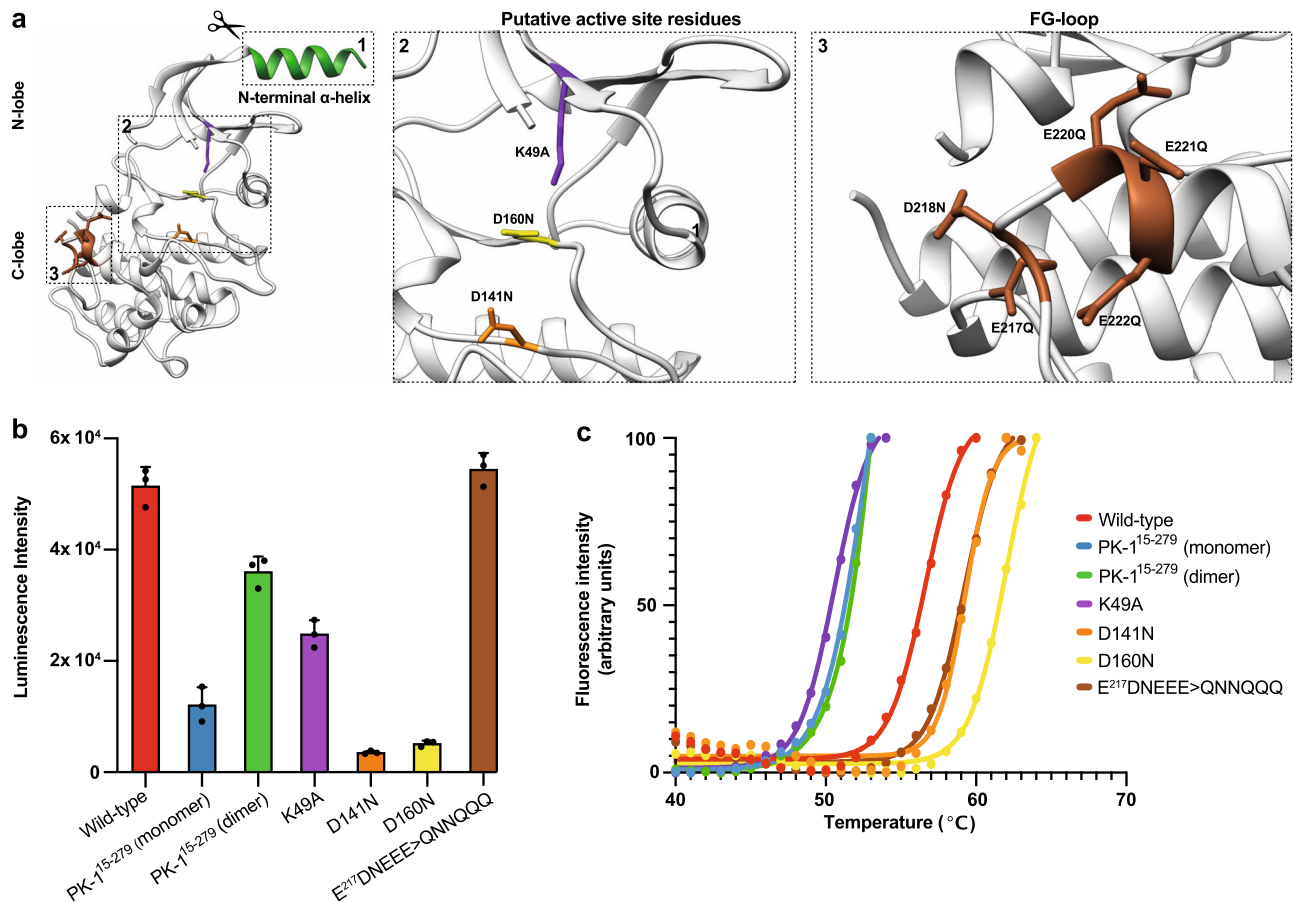 a
Putative active site residues
FG-loop
1
N-terminal α-helix
N-lobe
C-lobe
2
3
2
K49A
D160N
D141N
1
3
E220Q
E221Q
D218N
E217Q
E222Q
b
Luminescence Intensity
6x 10⁴
4x 10⁴
2x 10⁴
0
Wild-type
PK-1¹⁵⁻²⁷⁹ (monomer)
PK-1¹⁵⁻²⁷⁹ (dimer)
K49A
D141N
D160N
E²¹⁷DNEEE>QNNQQQ
c
Fluorescence intensity
(arbitrary units)
100
50
0
40
50
60
70
Temperature (°C)
Wild-type
PK-1¹⁵⁻²⁷⁹ (monomer)
PK-1¹⁵⁻²⁷⁹ (dimer)
K49A
D141N
D160N
E²¹⁷DNEEE>QNNQQQ